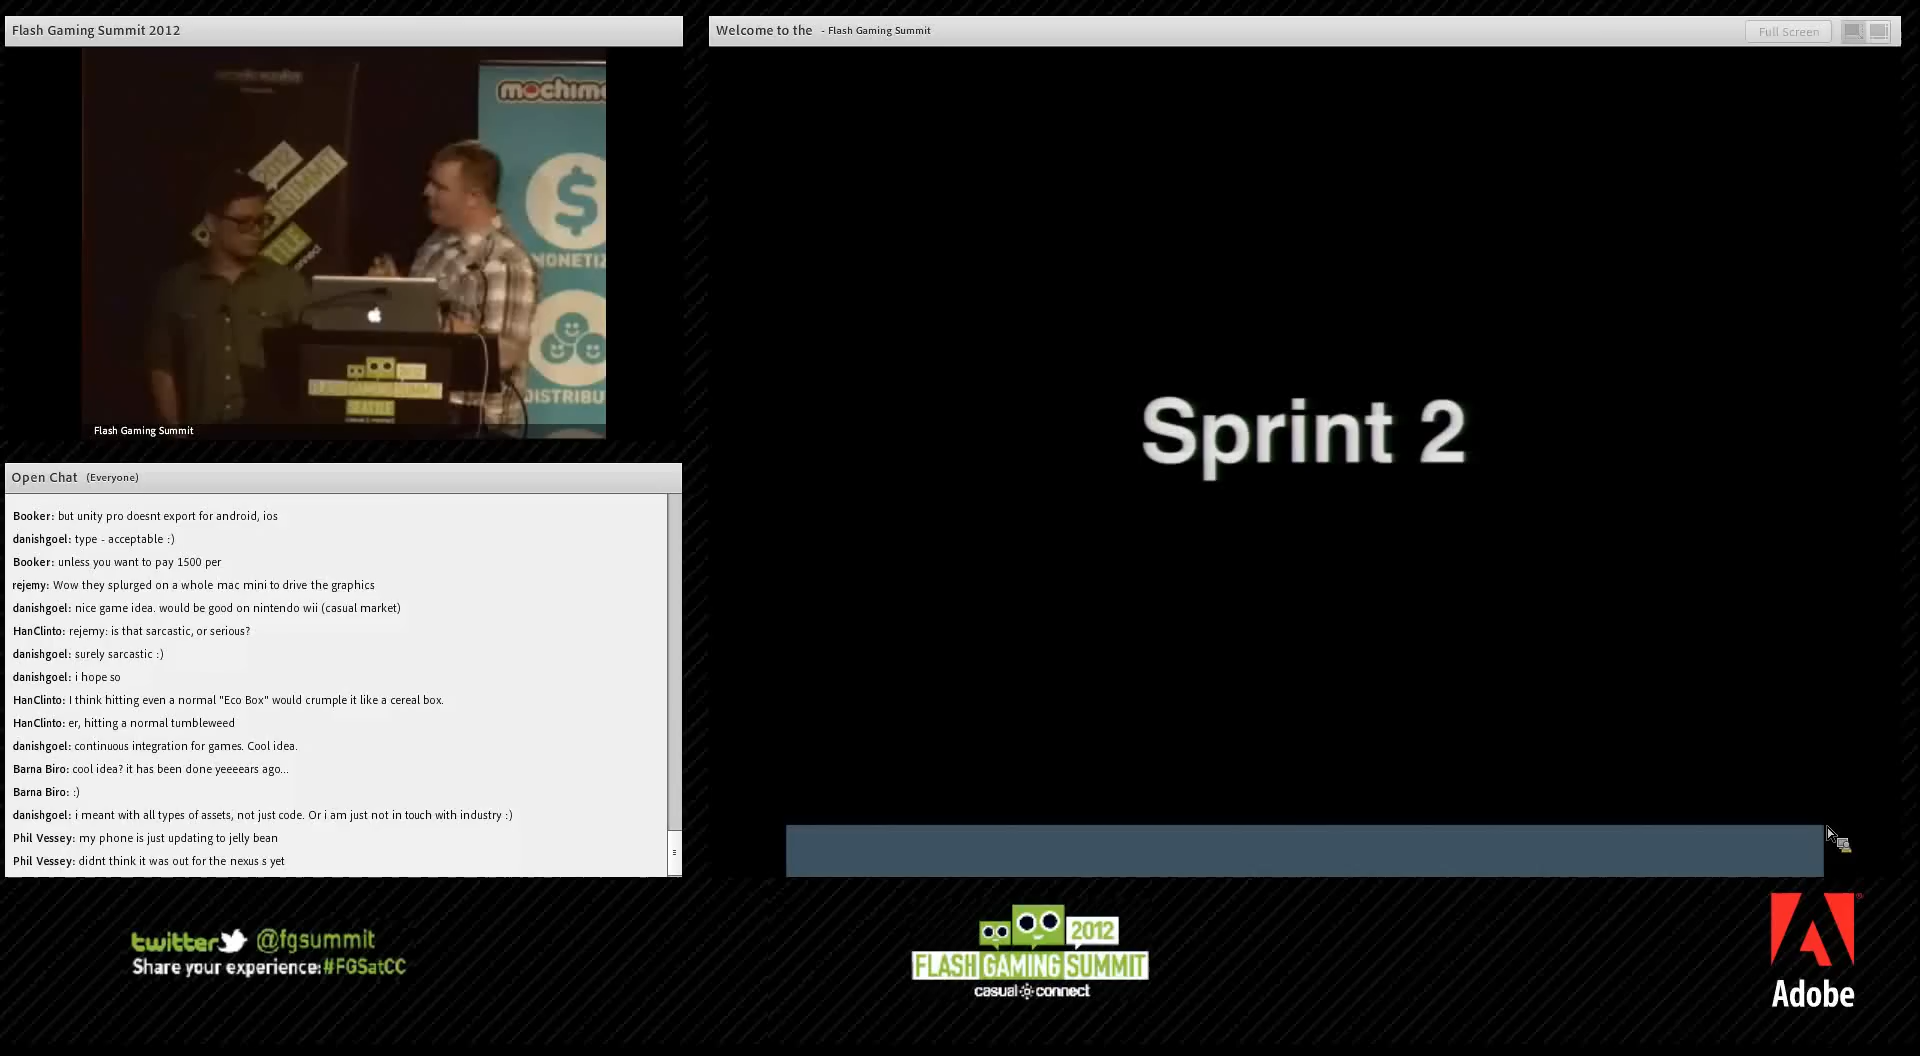 Flash Gaming Summit 2012
Welcome to the - Flash Gaming Summit
Full Screen
mochime
2012
SUMMIT
$
MONETIZ
DISTRIBU
2012
FLASH GAMING SUMMIT
SEATTLE
Flash Gaming Summit
Sprint 2
Open Chat (Everyone)
Booker: but unity pro doesnt export for android, ios
danishgoel: type - acceptable :)
Booker: unless you want to pay 1500 per
rejemy: Wow they splurged on a whole mac mini to drive the graphics
danishgoel: nice game idea. would be good on nintendo wii (casual market)
HanClinto: rejemy: is that sarcastic, or serious?
danishgoel: surely sarcastic :)
danishgoel: i hope so
HanClinto: I think hitting even a normal "Eco Box" would crumple it like a cereal box.
HanClinto: er, hitting a normal tumbleweed
danishgoel: continuous integration for games. Cool idea.
Barna Biro: cool idea? it has been done yeeeears ago...
Barna Biro: :)
danishgoel: i meant with all types of assets, not just code. Or i am just not in touch with industry :)
Phil Vessey: my phone is just updating to jelly bean
Phil Vessey: didnt think it was out for the nexus s yet
twitter @fgsummit
Share your experience: #FGSatCC
2012
FLASH GAMING SUMMIT
casual connect
Adobe